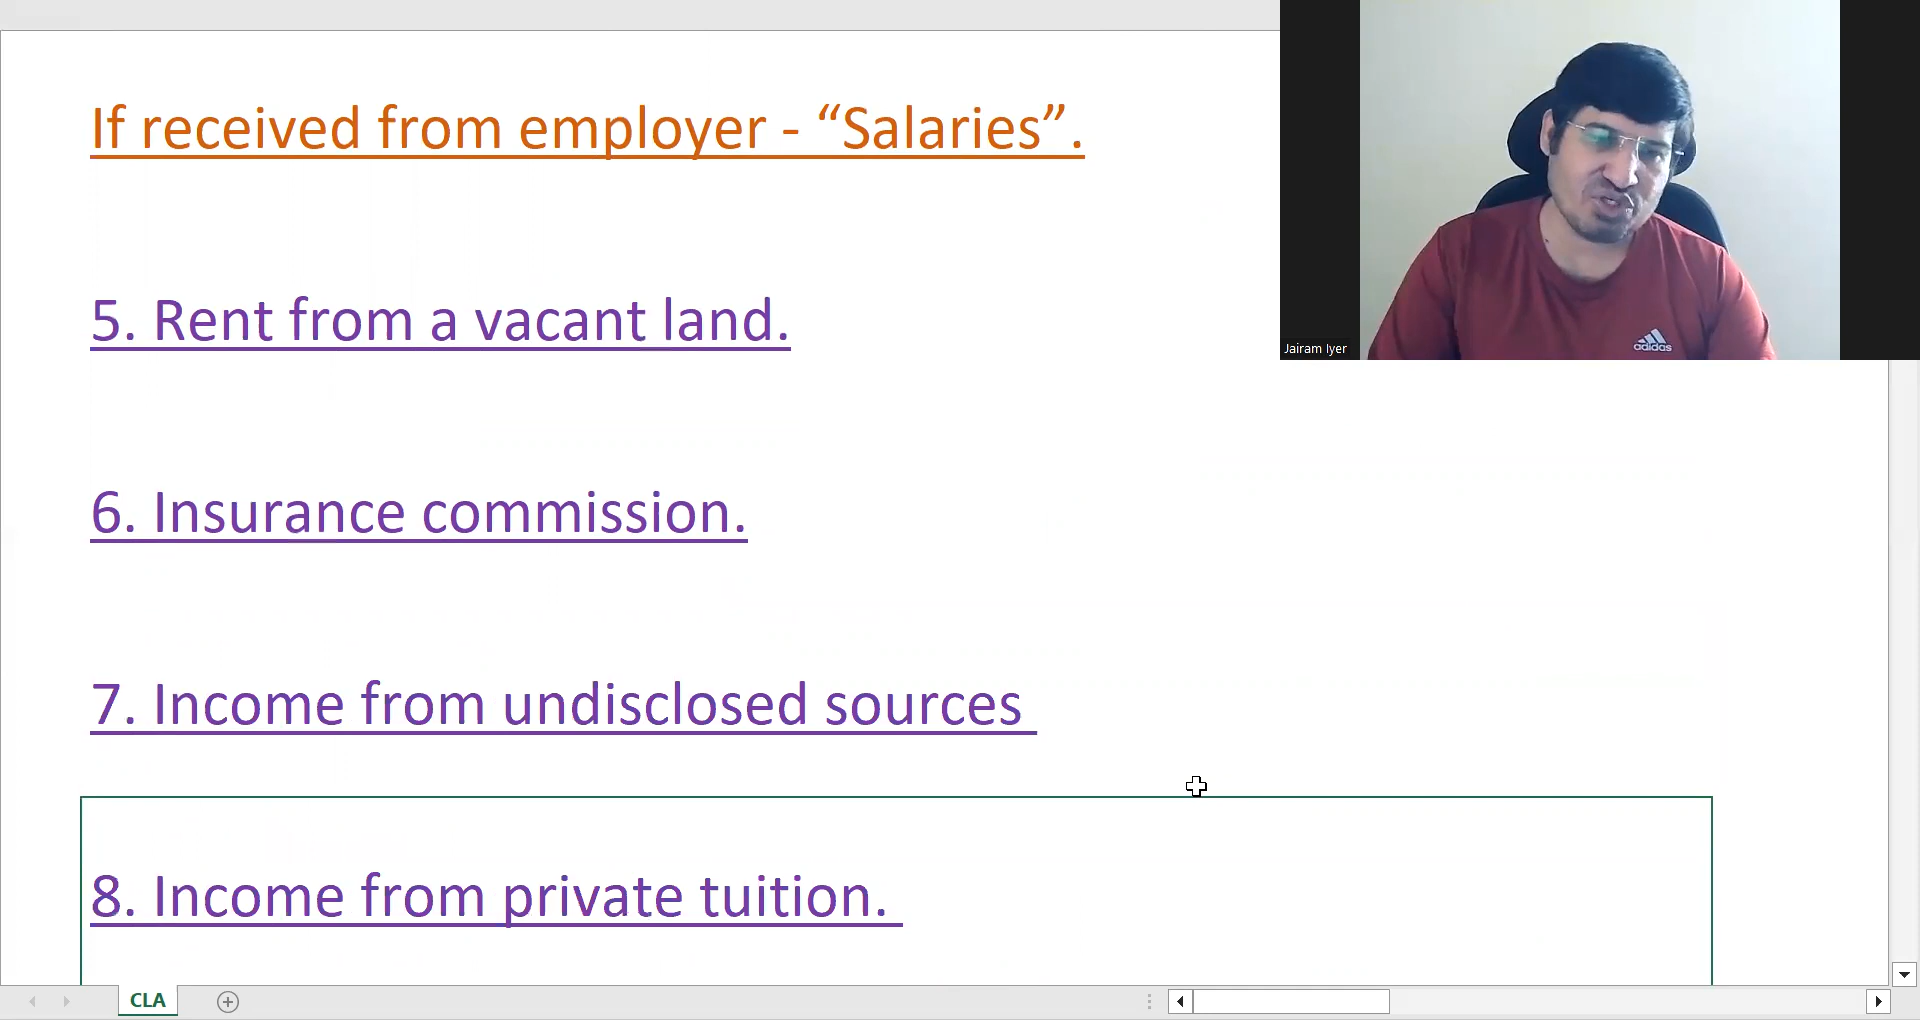 If received from employer - “Salaries”.
adidas
Jairam Iyer
5. Rent from a vacant land.
6. Insurance commission.
7. Income from undisclosed sources
8. Income from private tuition.
CLA